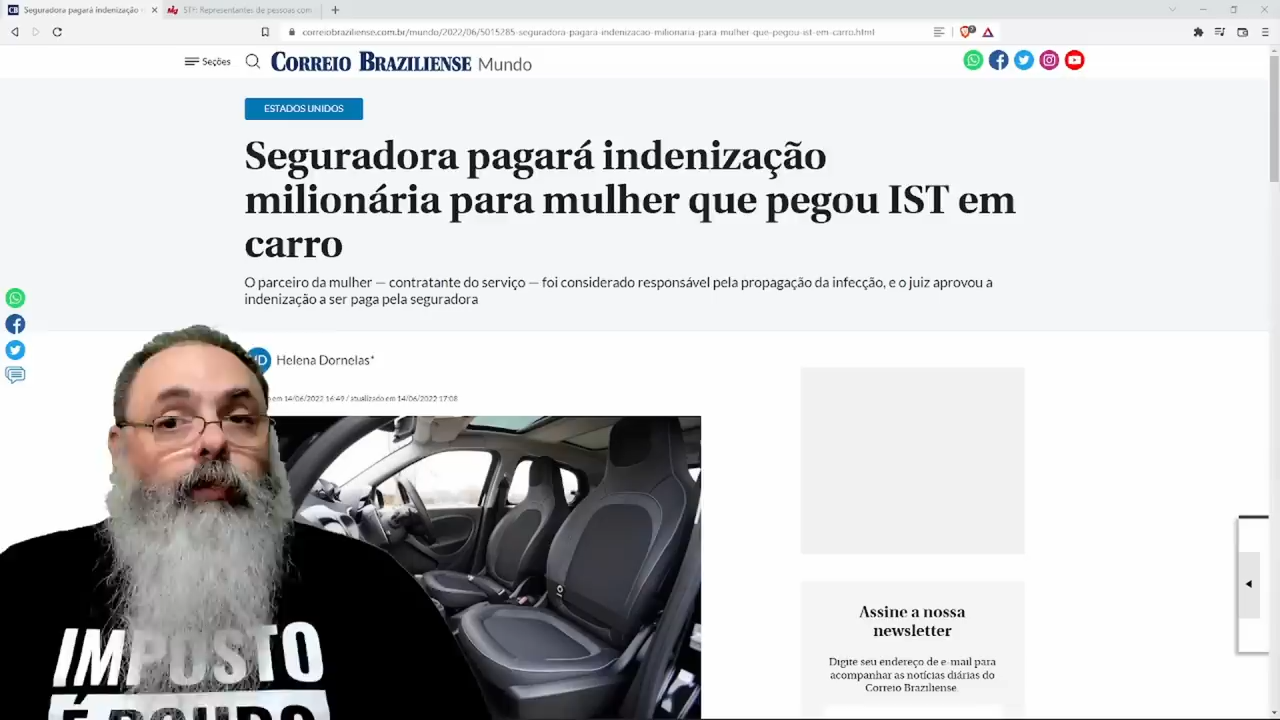 Seguradora pagará indenização
STF: Representantes de pessoas com
correiobraziliense.com.br/mundo/2022/06/5015285-seguradora-pagara-indenizacao-milionaria-para-mulher-que-pegou-ist-em-carro.html
Seções
CORREIO BRAZILIENSE Mundo
ESTADOS UNIDOS
Seguradora pagará indenização
milionária para mulher que pegou IST em
carro
O parceiro da mulher — contratante do serviço — foi considerado responsável pela propagação da infecção, e o juiz aprovou a
indenização a ser paga pela seguradora
HD Helena Dornelas*
em 14/06/2022 16:49 / atualizado em 14/06/2022 17:08
Assine a nossa
newsletter
Digite seu endereço de e-mail para
acompanhar as notícias diárias do
Correio Braziliense.
IMPOSTO
É ROUBO